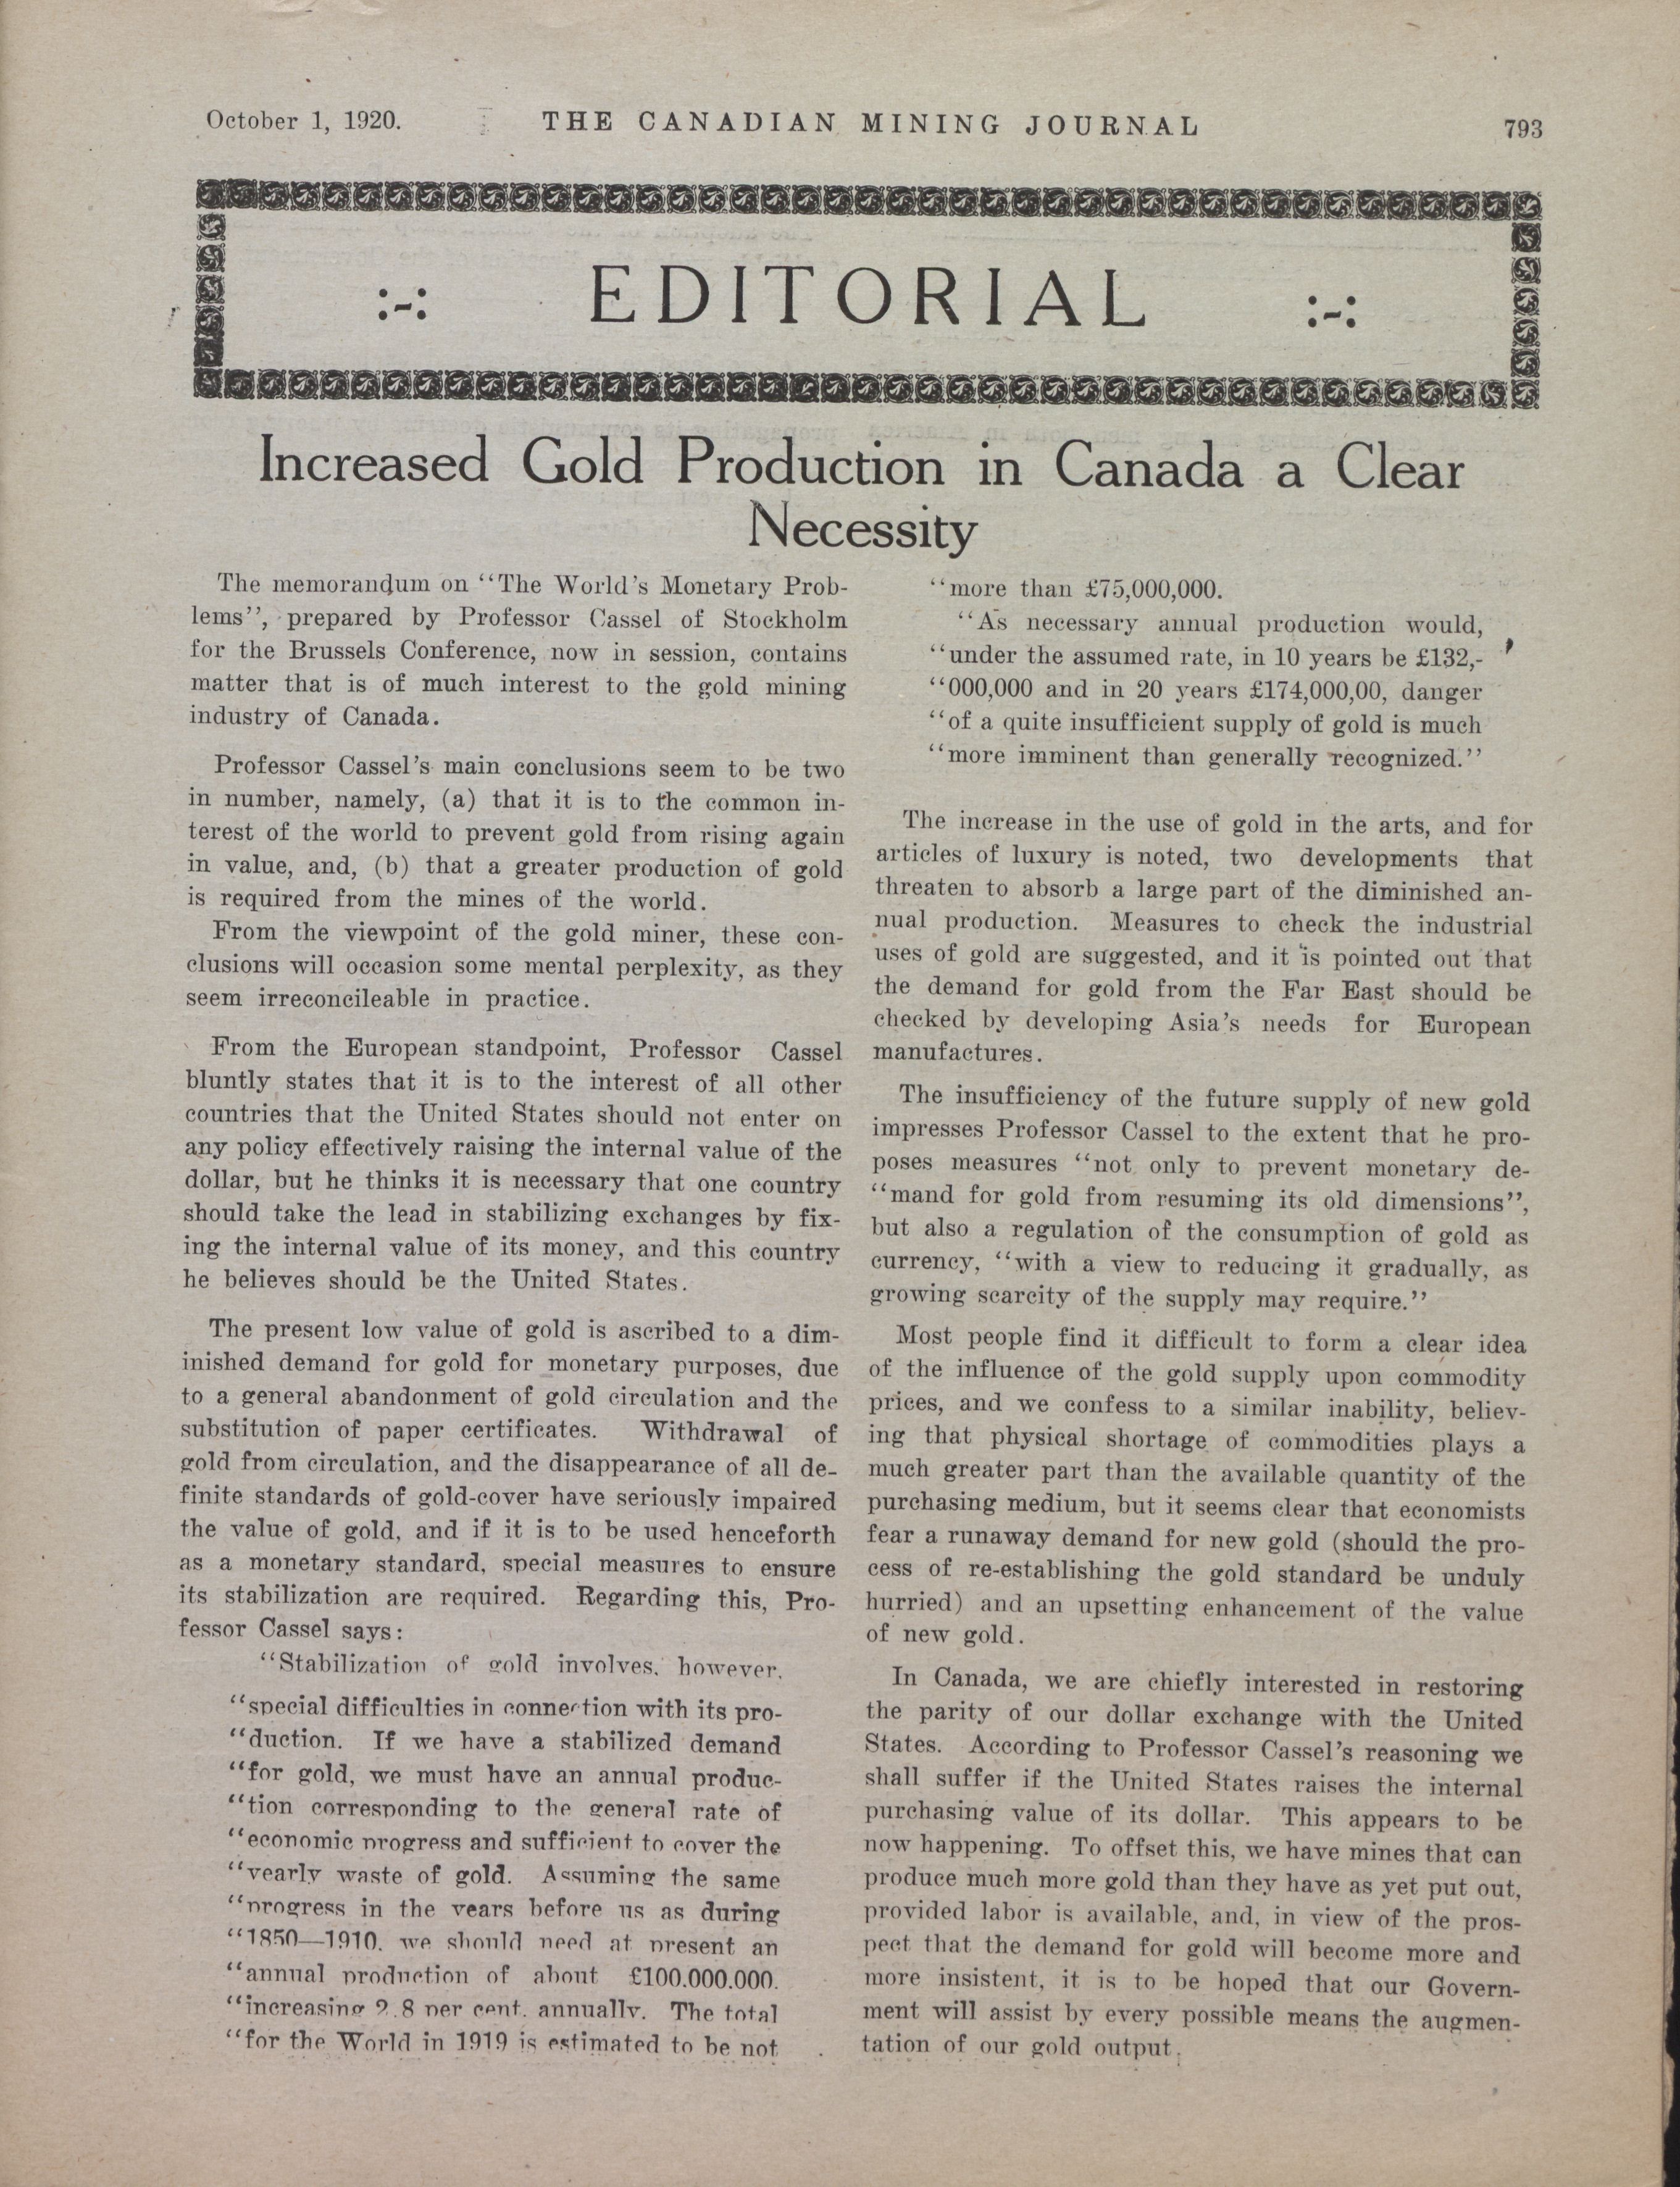 October 1, 1920.
THE CANADIAN MINING JOURNAL
793
:-: EDITORIAL :-:
Increased Gold Production in Canada a Clear
Necessity
The memorandum on “The World’s Monetary Prob-
lems”, prepared by Professor Cassel of Stockholm
for the Brussels Conference, now in session, contains
matter that is of much interest to the gold mining
industry of Canada.
Professor Cassel’s main conclusions seem to be two
in number, namely, (a) that it is to the common in-
terest of the world to prevent gold from rising again
in value, and, (b) that a greater production of gold
is required from the mines of the world.
From the viewpoint of the gold miner, these con-
clusions will occasion some mental perplexity, as they
seem irreconcileable in practice.
From the European standpoint, Professor Cassel
bluntly states that it is to the interest of all other
countries that the United States should not enter on
any policy effectively raising the internal value of the
dollar, but he thinks it is necessary that one country
should take the lead in stabilizing exchanges by fix-
ing the internal value of its money, and this country
he believes should be the United States.
The present low value of gold is ascribed to a dim-
inished demand for gold for monetary purposes, due
to a general abandonment of gold circulation and the
substitution of paper certificates. Withdrawal of
gold from circulation, and the disappearance of all de-
finite standards of gold-cover have seriously impaired
the value of gold, and if it is to be used henceforth
as a monetary standard, special measures to ensure
its stabilization are required. Regarding this, Pro-
fessor Cassel says:
“Stabilization of gold involves, however,
“special difficulties in connection with its pro-
“duction. If we have a stabilized demand
“for gold, we must have an annual produc-
“tion corresponding to the general rate of
“economic progress and sufficient to cover the
“yearly waste of gold. Assuming the same
“progress in the years before us as during
“1850—1910, we should need at present an
“annual production of about £100.000.000.
“increasing 2.8 per cent. annually. The total
“for the World in 1919 is estimated to be not
“more than £75,000,000.
“As necessary annual production would,
“under the assumed rate, in 10 years be £132,-
“000,000 and in 20 years £174,000,00, danger
“of a quite insufficient supply of gold is much
“more imminent than generally recognized.”
The increase in the use of gold in the arts, and for
articles of luxury is noted, two developments that
threaten to absorb a large part of the diminished an-
nual production. Measures to check the industrial
uses of gold are suggested, and it is pointed out that
the demand for gold from the Far East should be
checked by developing Asia’s needs for European
manufactures.
The insufficiency of the future supply of new gold
impresses Professor Cassel to the extent that he pro-
poses measures “not only to prevent monetary de-
“mand for gold from resuming its old dimensions”,
but also a regulation of the consumption of gold as
currency, “with a view to reducing it gradually, as
growing scarcity of the supply may require.”
Most people find it difficult to form a clear idea
of the influence of the gold supply upon commodity
prices, and we confess to a similar inability, believ-
ing that physical shortage of commodities plays a
much greater part than the available quantity of the
purchasing medium, but it seems clear that economists
fear a runaway demand for new gold (should the pro-
cess of re-establishing the gold standard be unduly
hurried) and an upsetting enhancement of the value
of new gold.
In Canada, we are chiefly interested in restoring
the parity of our dollar exchange with the United
States. According to Professor Cassel’s reasoning we
shall suffer if the United States raises the internal
purchasing value of its dollar. This appears to be
now happening. To offset this, we have mines that can
produce much more gold than they have as yet put out,
provided labor is available, and, in view of the pros-
pect that the demand for gold will become more and
more insistent, it is to be hoped that our Govern-
ment will assist by every possible means the augmen-
tation of our gold output.